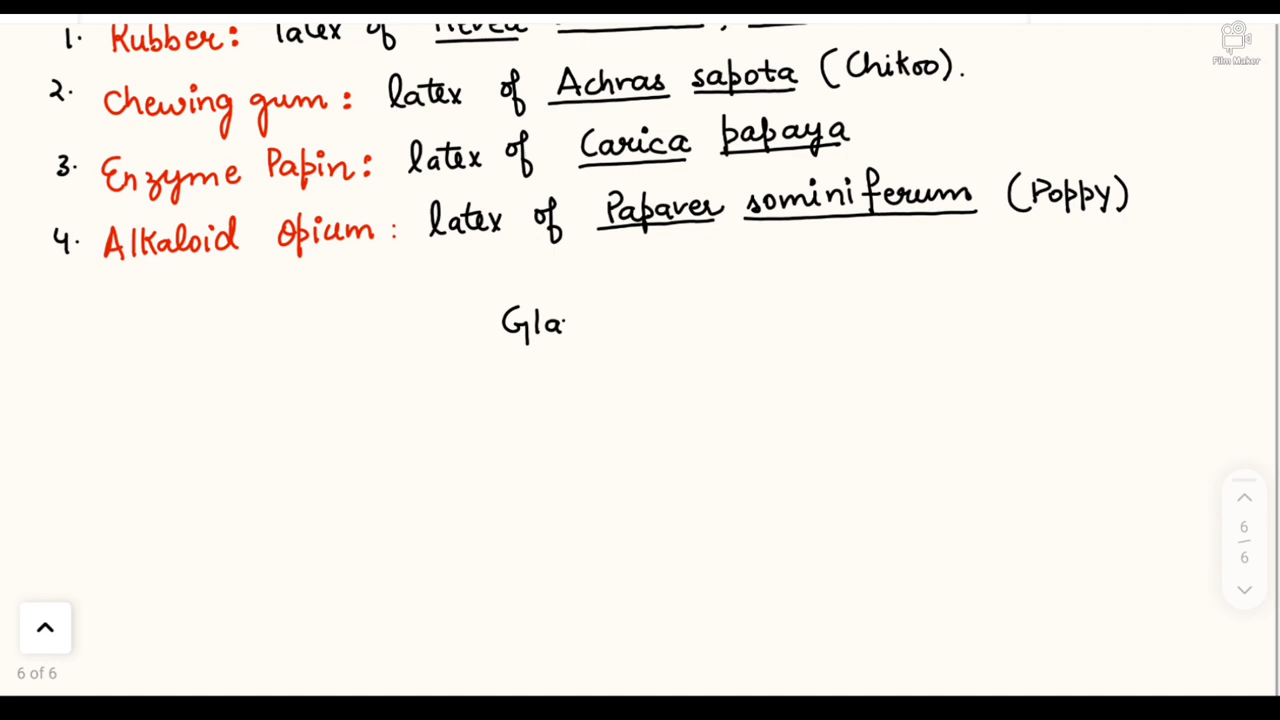 1. Rubber: latex of Hevea
2. Chewing gum: latex of Achras sapota (Chikoo).
3. Enzyme Papin: latex of Carica papaya
4. Alkaloid Opium: latex of Papaver sominiferum (Poppy)
Gla
6
6
6 of 6
Film Maker